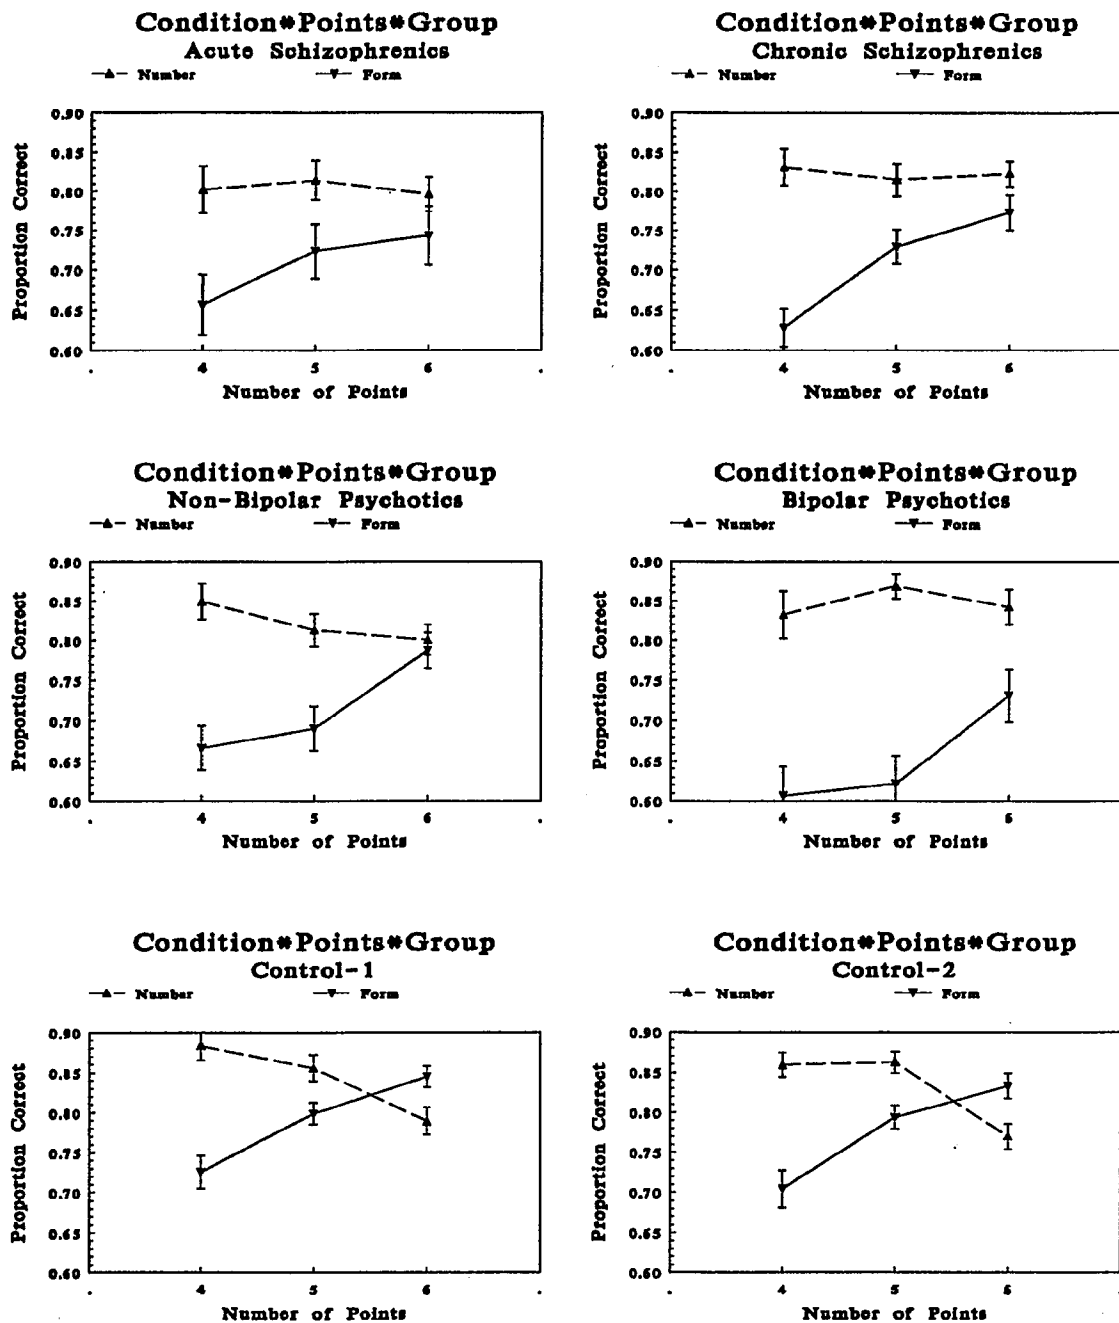 Condition*Points*Group
Acute Schizophrenics
Number Form
0.90
0.85
0.80
0.75
0.70
0.65
0.60
Proportion Correct
. 4 5 6 .
Number of Points
Condition*Points*Group
Chronic Schizophrenics
Number Form
0.90
0.85
0.80
0.75
0.70
0.65
0.60
Proportion Correct
. 4 5 6
Number of Points
Condition*Points*Group
Non-Bipolar Psychotics
Number Form
0.90
0.85
0.80
0.75
0.70
0.65
0.60
Proportion Correct
. 4 5 6 .
Number of Points
Condition*Points*Group
Bipolar Psychotics
Number Form
0.90
0.85
0.80
0.75
0.70
0.65
0.60
Proportion Correct
. 4 5 6 .
Number of Points
Condition*Points*Group
Control-1
Number Form
0.90
0.85
0.80
0.75
0.70
0.65
0.60
Proportion Correct
. 4 5 6 .
Number of Points
Condition*Points*Group
Control-2
Number Form
0.90
0.85
0.80
0.75
0.70
0.65
0.60
Proportion Correct
. 4 5 6 .
Number of Points